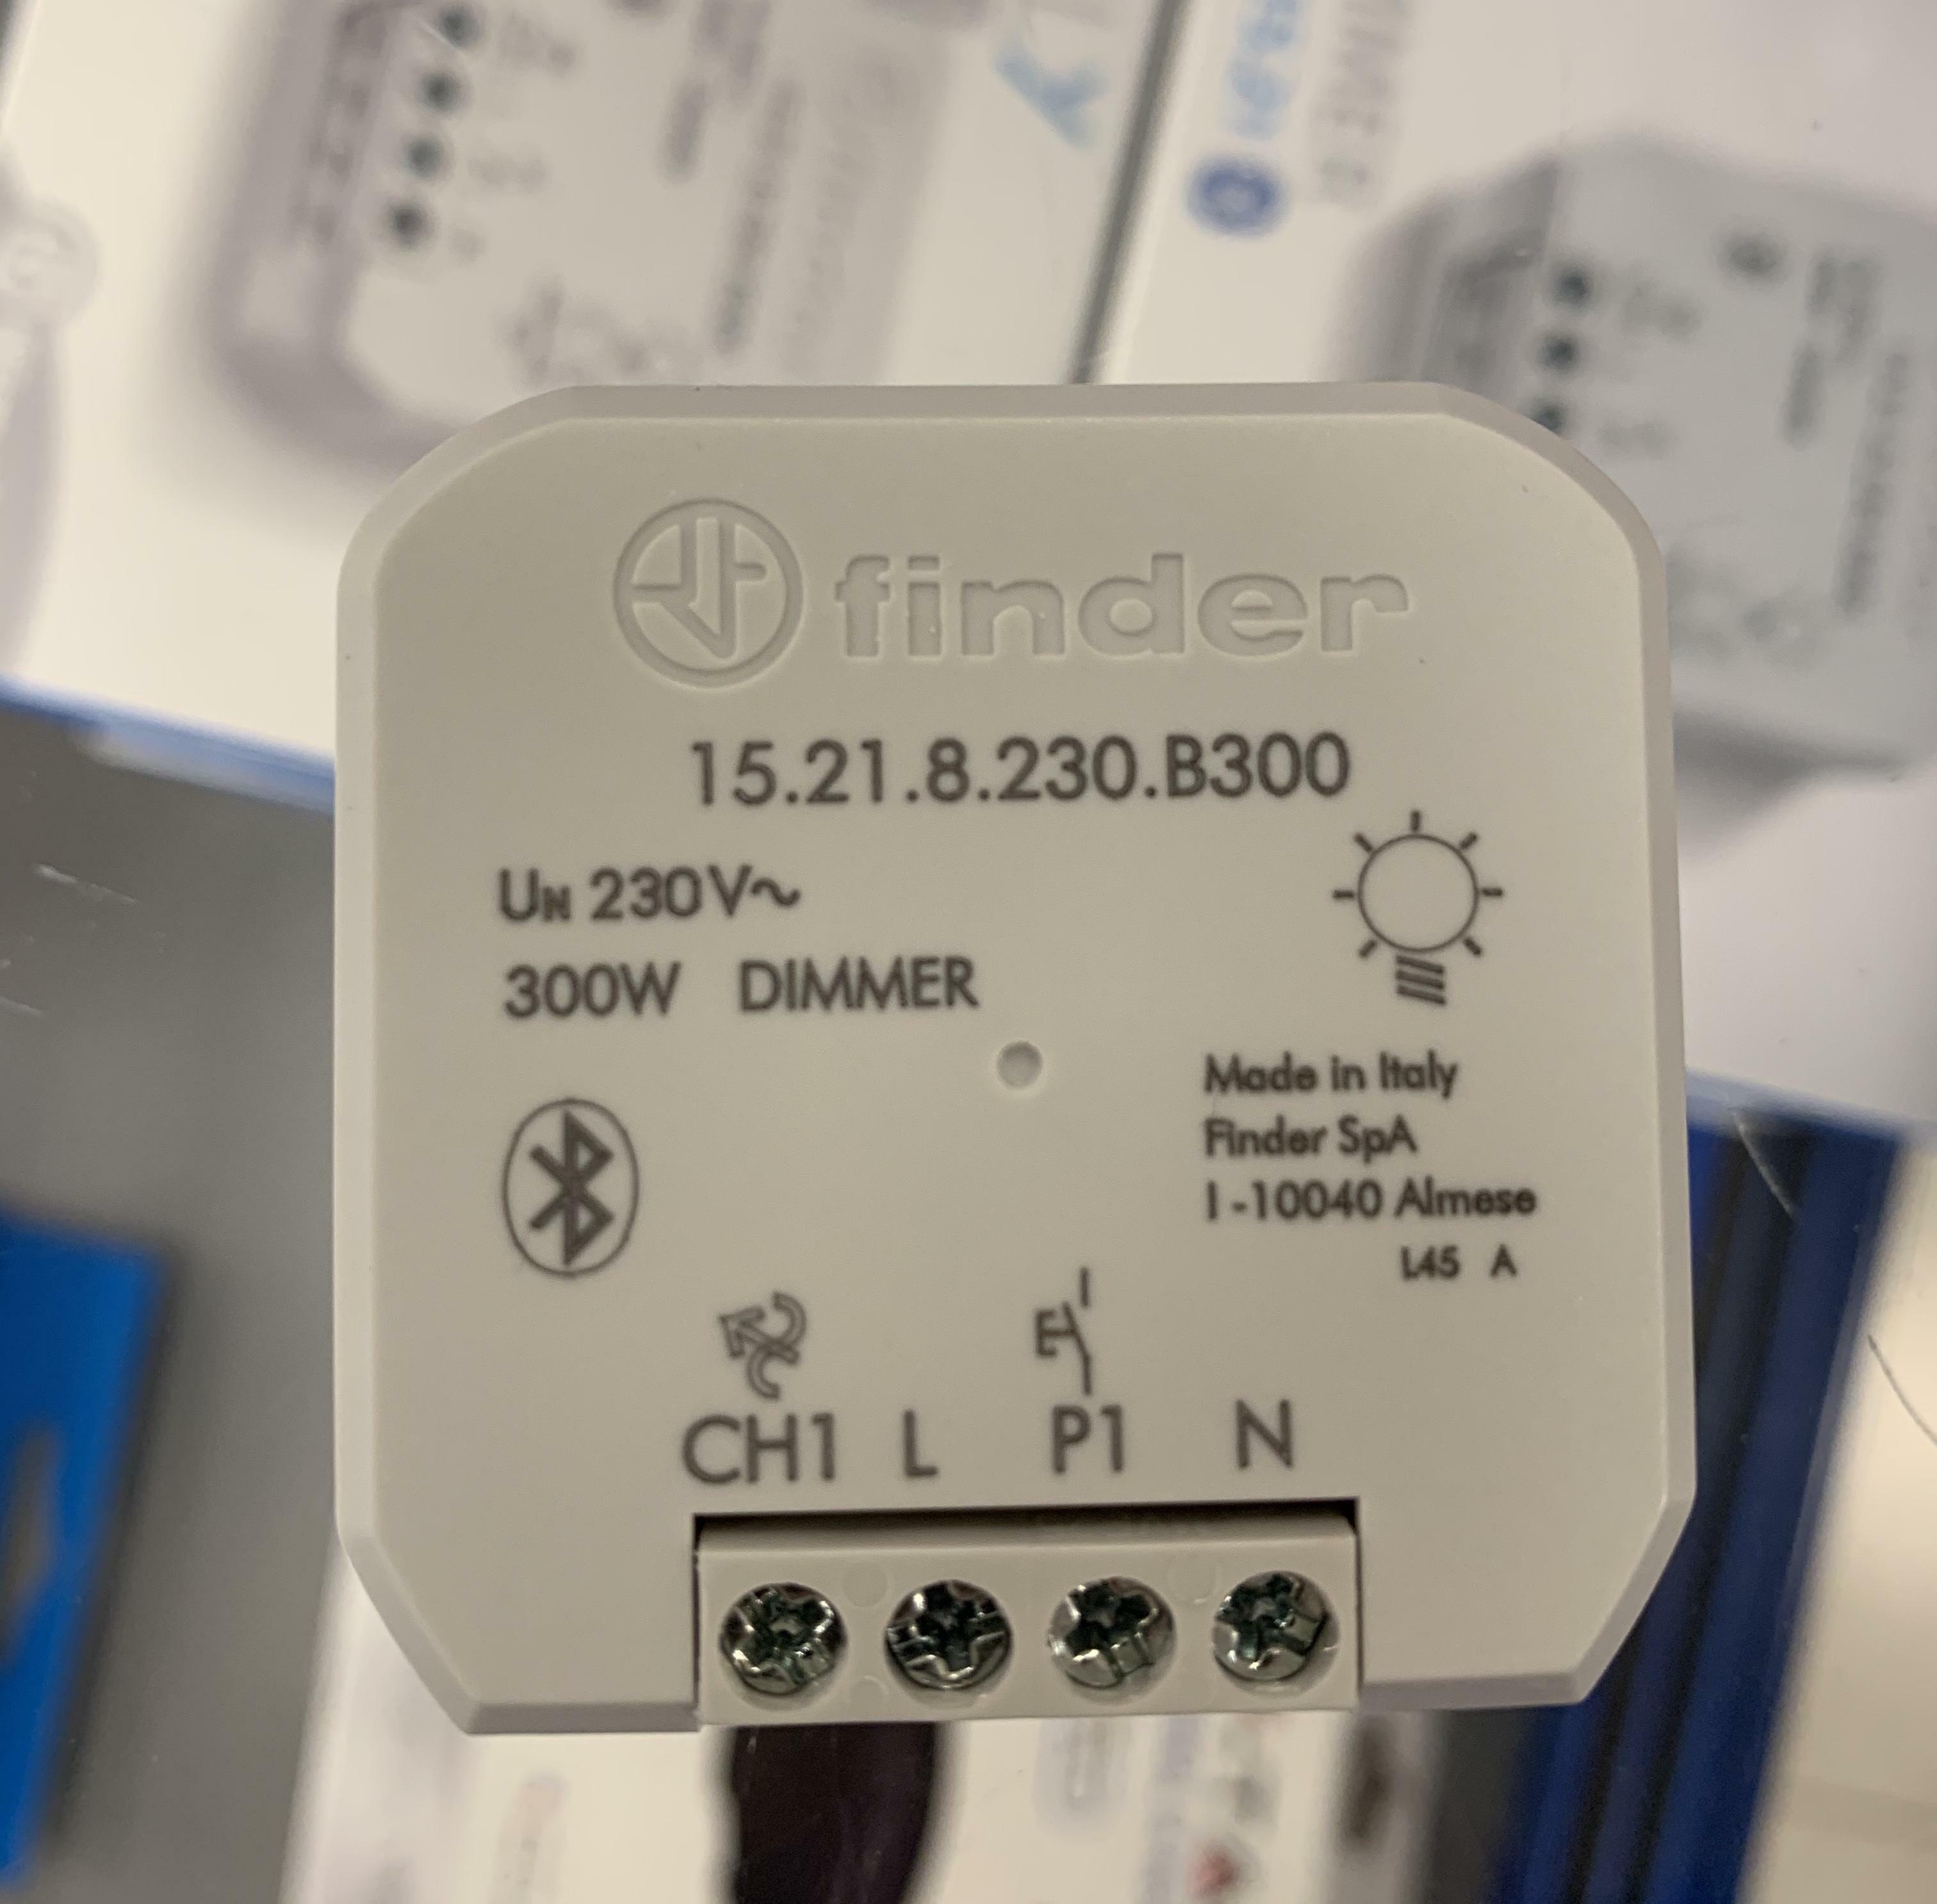 finder
15.21.8.230.B300
UN 230V~
300W DIMMER
Made in Italy
Finder SpA
I-10040 Almese
L45 A
CH1 L P1 N